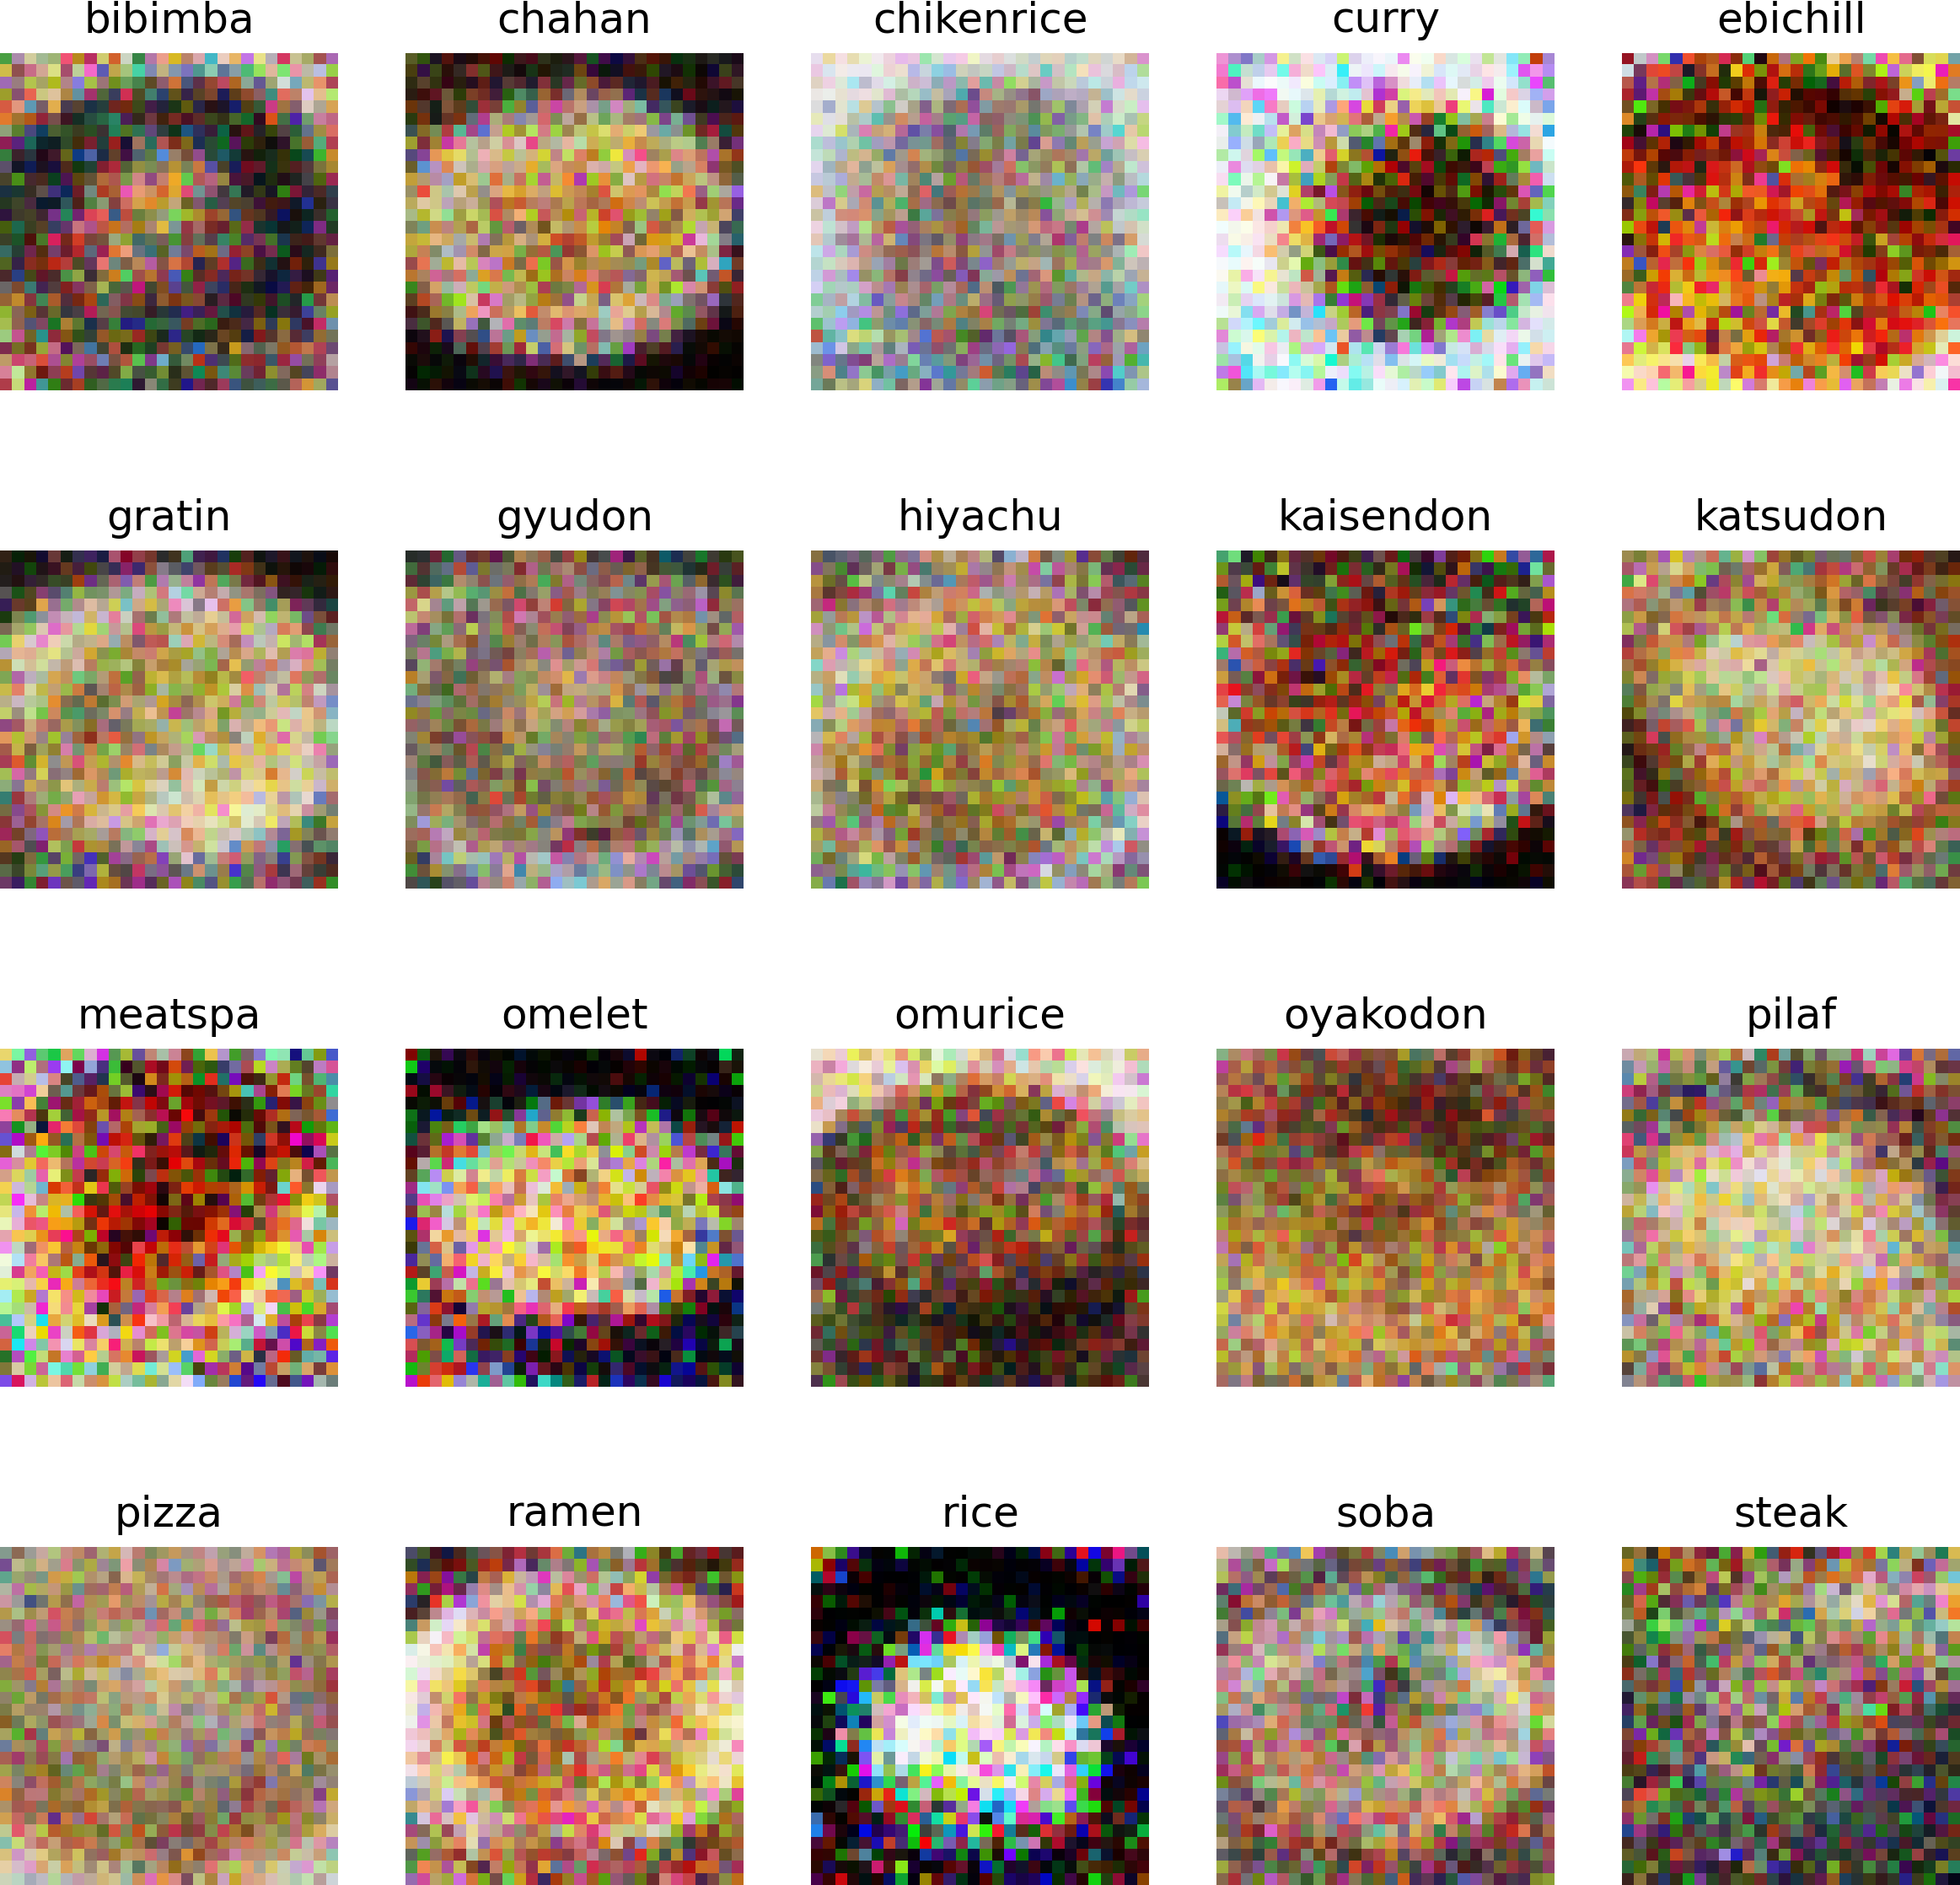 bibimba
chahan
chikenrice
curry
ebichill
gratin
gyudon
hiyachu
kaisendon
katsudon
meatspa
omelet
omurice
oyakodon
pilaf
pizza
ramen
rice
soba
steak